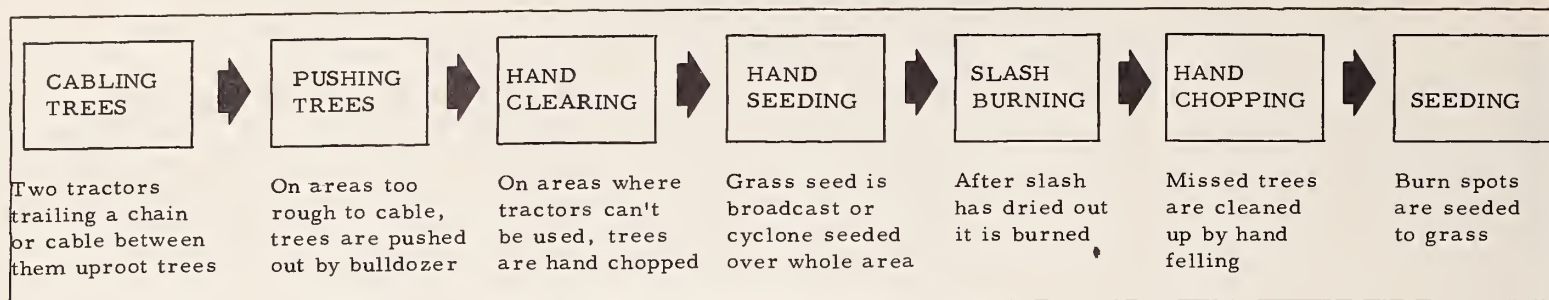 CABLING
TREES
PUSHING
TREES
HAND
CLEARING
HAND
SEEDING
SLASH
BURNING
HAND
CHOPPING
SEEDING
Two tractors
trailing a chain
or cable between
them uproot trees
On areas too
rough to cable,
trees are pushed
out by bulldozer
On areas where
tractors can't
be used, trees
are hand chopped
Grass seed is
broadcast or
cyclone seeded
over whole area
After slash
has dried out
it is burned
Missed trees
are cleaned
up by hand
felling
Burn spots
are seeded
to grass